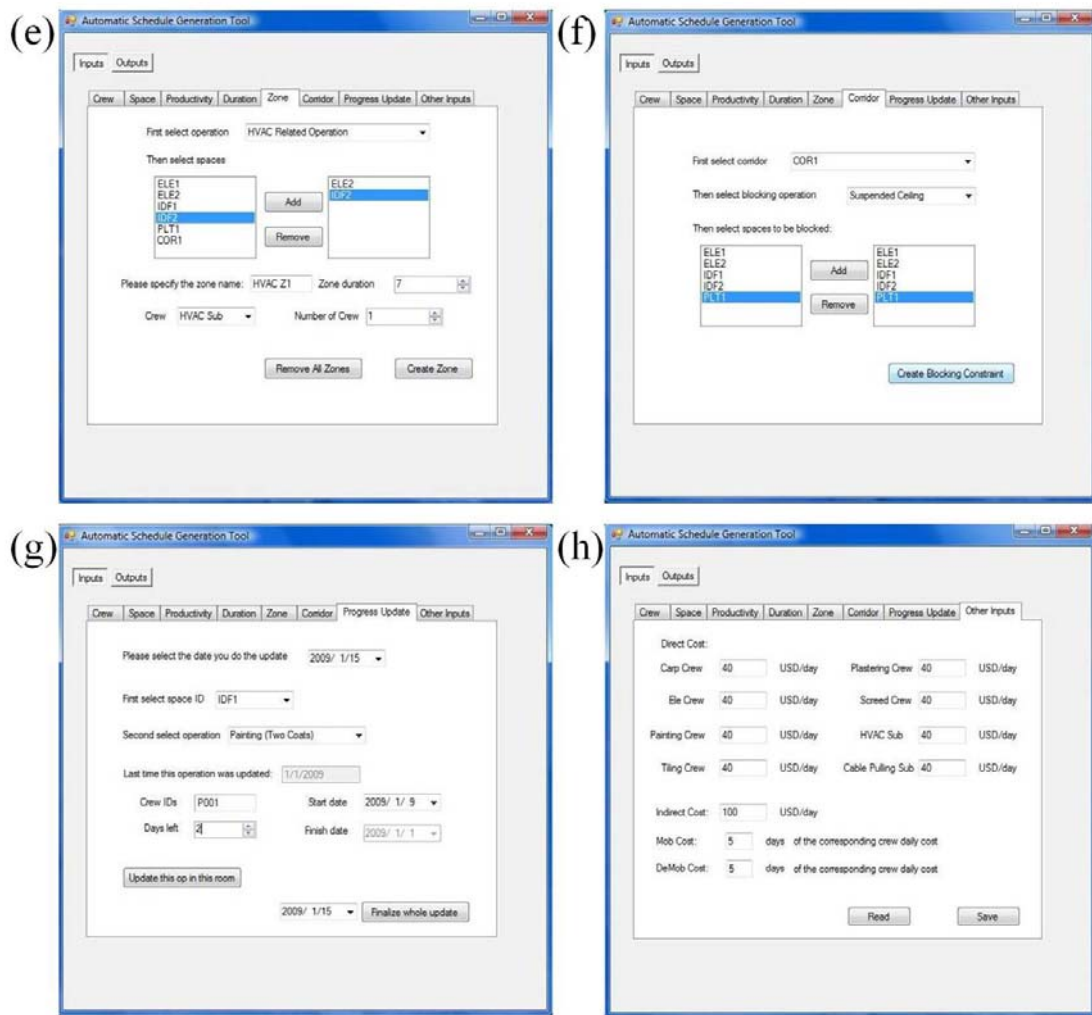 (e)
Automatic Schedule Generation Tool
Inputs Outputs
Crew Space Productivity Duration Zone Corridor Progress Update Other Inputs
First select operation HVAC Related Operation
Then select spaces
ELE1
ELE2
IDF1
IDF2
PLT1
COR1
Add
Remove
ELE2
IDF2
Please specify the zone name: HVAC Z1 Zone duration 7
Crew HVAC Sub Number of Crew 1
Remove All Zones Create Zone
(f)
Automatic Schedule Generation Tool
Inputs Outputs
Crew Space Productivity Duration Zone Corridor Progress Update Other Inputs
First select corridor COR1
Then select blocking operation Suspended Ceiling
Then select spaces to be blocked:
ELE1
ELE2
IDF1
IDF2
PLT1
Add
Remove
ELE1
ELE2
IDF1
IDF2
PLT1
Create Blocking Constraint
(g)
Automatic Schedule Generation Tool
Inputs Outputs
Crew Space Productivity Duration Zone Corridor Progress Update Other Inputs
Please select the date you do the update 2009/ 1/15
First select space ID IDF1
Second select operation Painting (Two Coats)
Last time this operation was updated: 1/1/2009
Crew IDs P001 Start date 2009/ 1/ 9
Days left 2 Finish date 2009/ 1/ 1
Update this op in this room
2009/ 1/15 Finalize whole update
(h)
Automatic Schedule Generation Tool
Inputs Outputs
Crew Space Productivity Duration Zone Corridor Progress Update Other Inputs
Direct Cost:
Carp Crew 40 USD/day Plastering Crew 40 USD/day
Ele Crew 40 USD/day Screed Crew 40 USD/day
Painting Crew 40 USD/day HVAC Sub 40 USD/day
Tiling Crew 40 USD/day Cable Pulling Sub 40 USD/day
Indirect Cost: 100 USD/day
Mob Cost: 5 days of the corresponding crew daily cost
DeMob Cost: 5 days of the corresponding crew daily cost
Read Save